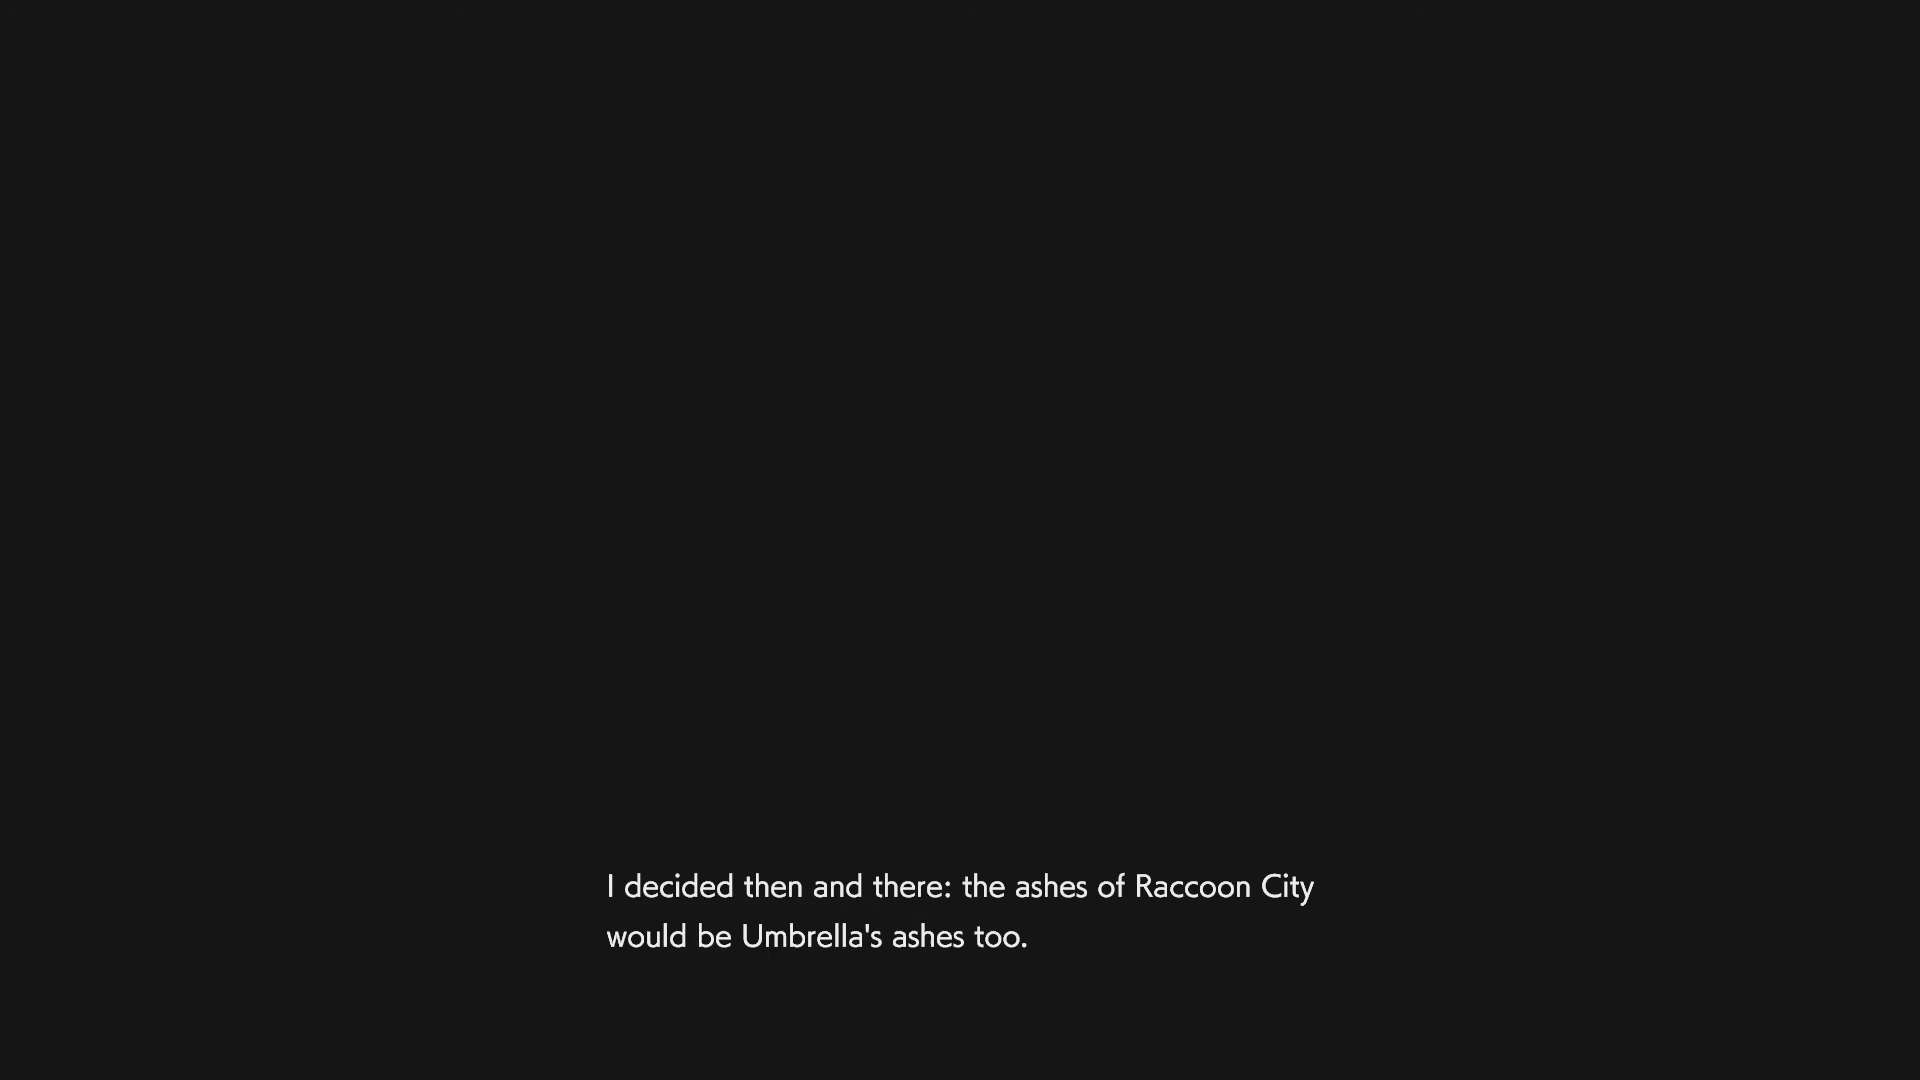 I decided then and there: the ashes of Raccoon City
would be Umbrella's ashes too.